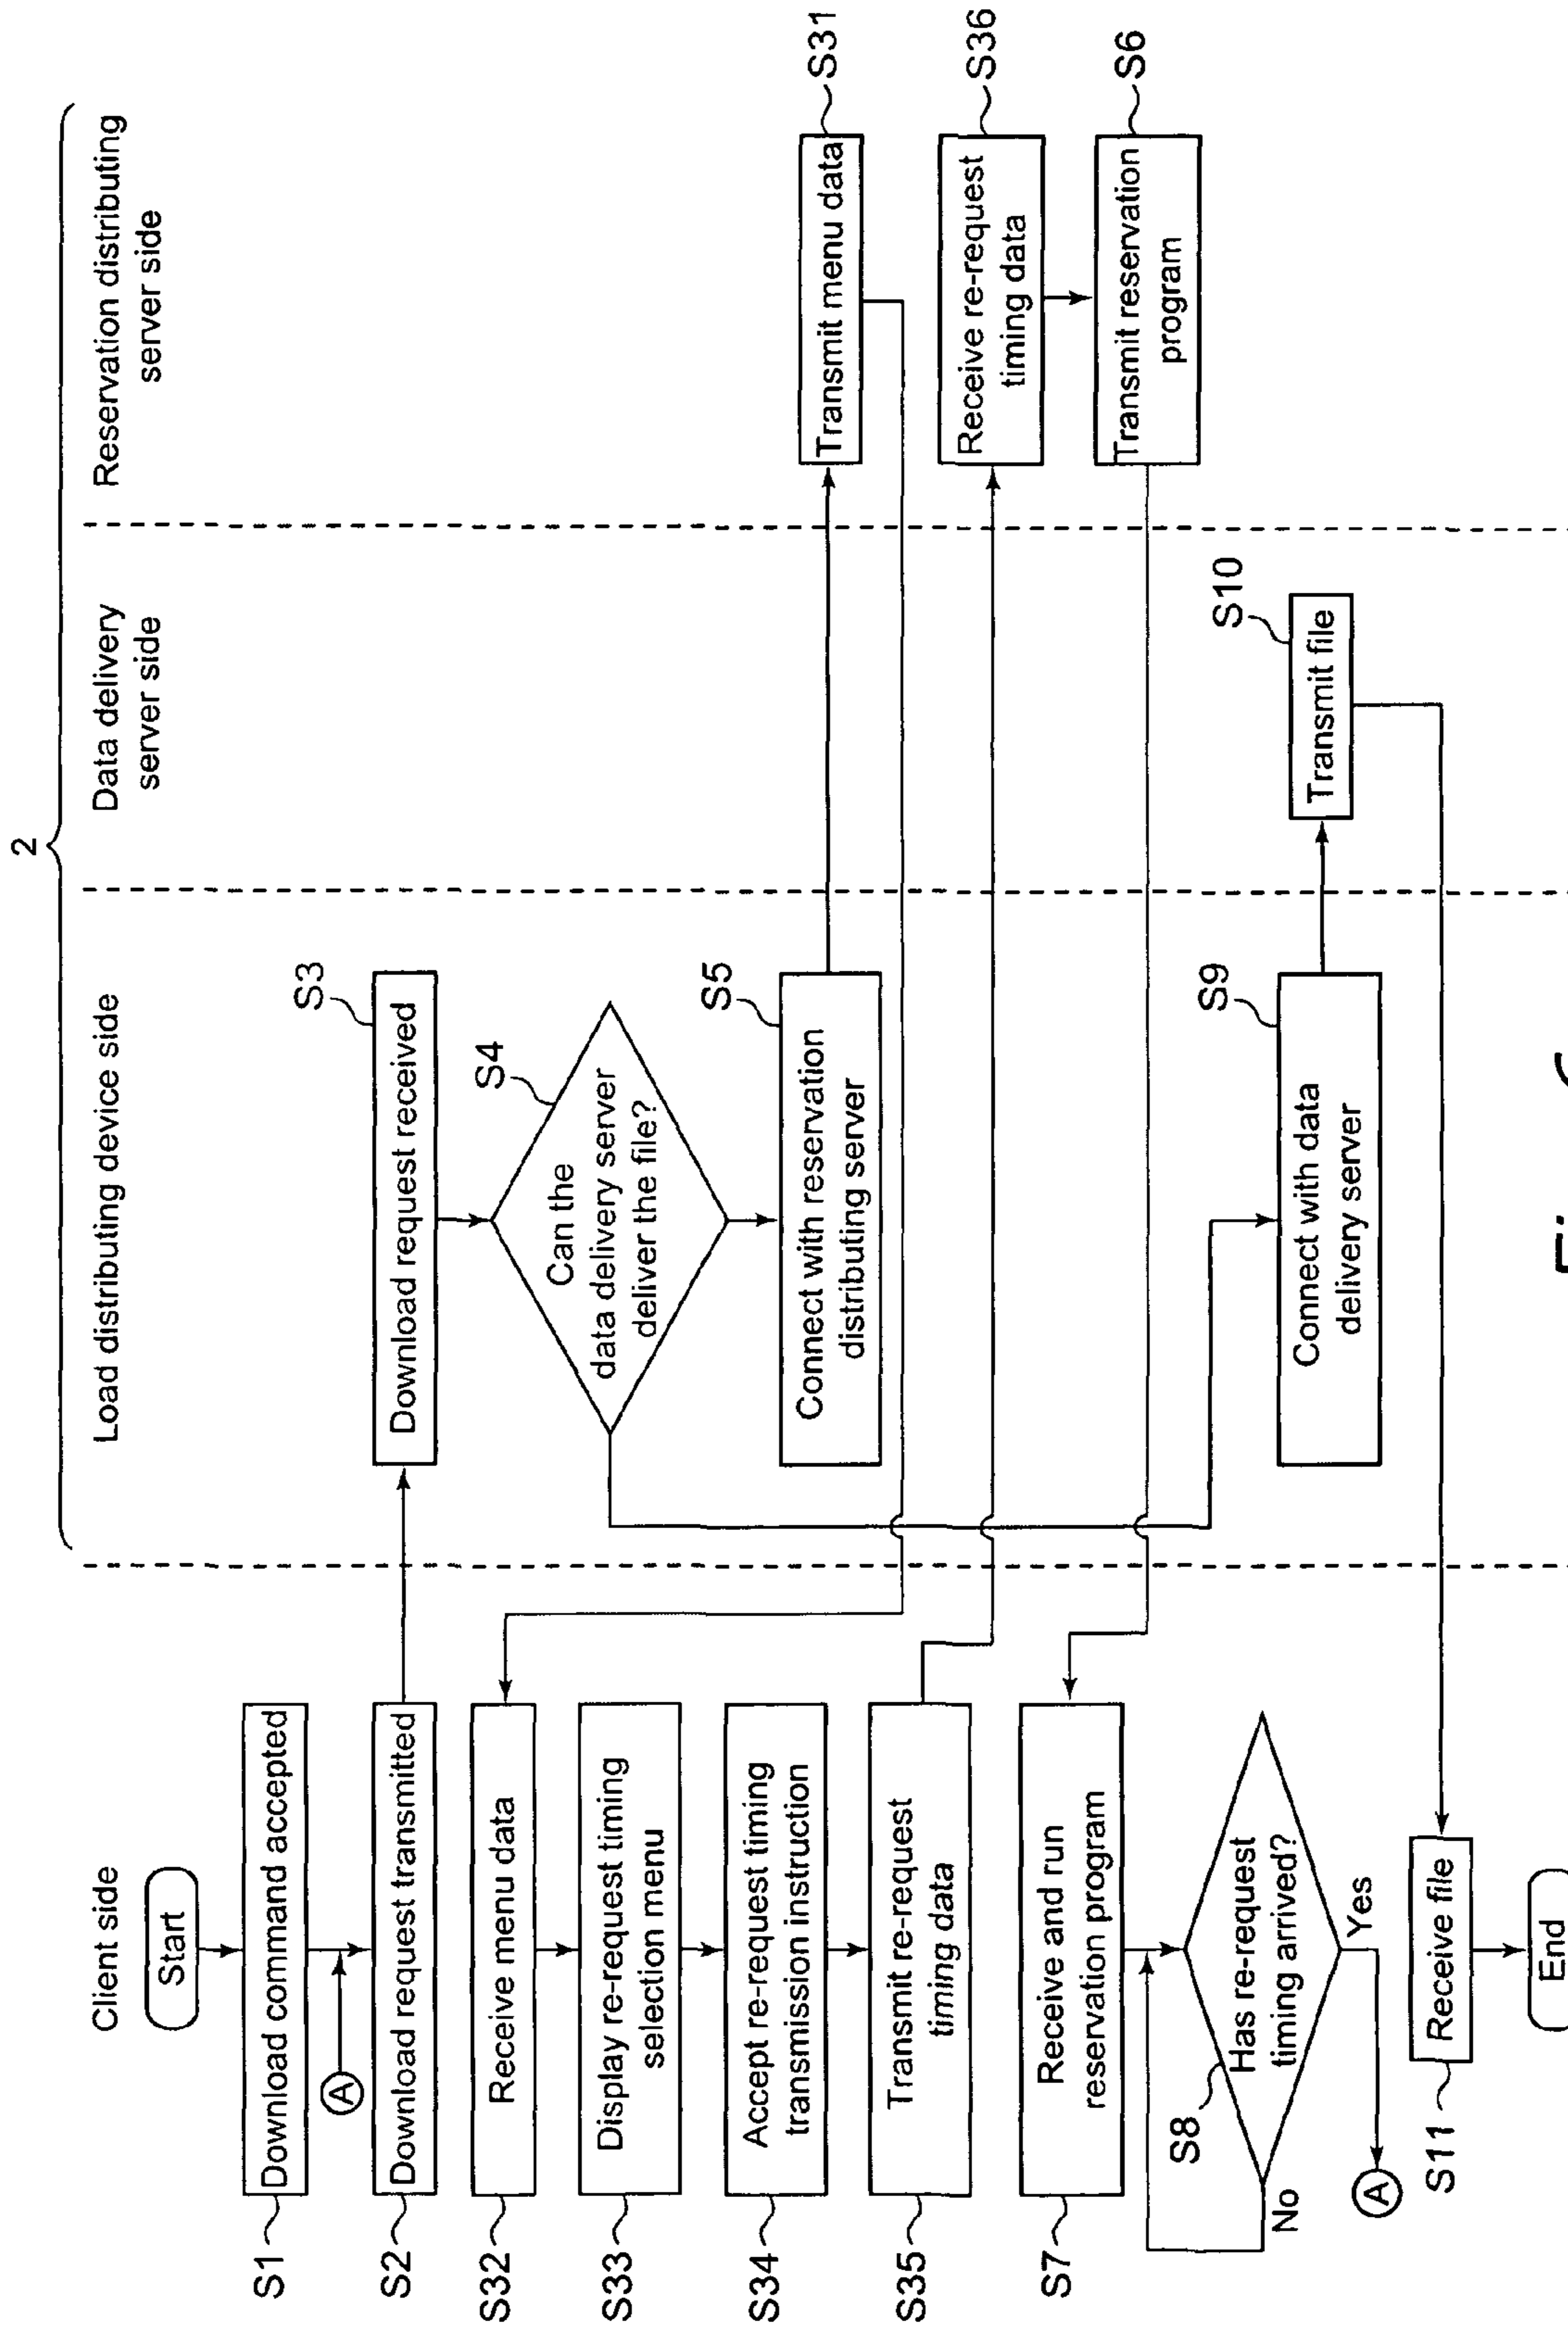 2
Client side
Load distributing device side
Data delivery
server side
Reservation distributing
server side
Start
S1
Download command accepted
A
S2
Download request transmitted
S3
Download request received
S4
Can the
data delivery server
deliver the file?
S5
Connect with reservation
distributing server
S31
Transmit menu data
S32
Receive menu data
S33
Display re-request timing
selection menu
S34
Accept re-request timing
transmission instruction
S35
Transmit re-request
timing data
S36
Receive re-request
timing data
S6
Transmit reservation
program
S7
Receive and run
reservation program
S8
Has re-request
timing arrived?
No
Yes
A
S9
Connect with data
delivery server
S10
Transmit file
S11
Receive file
End